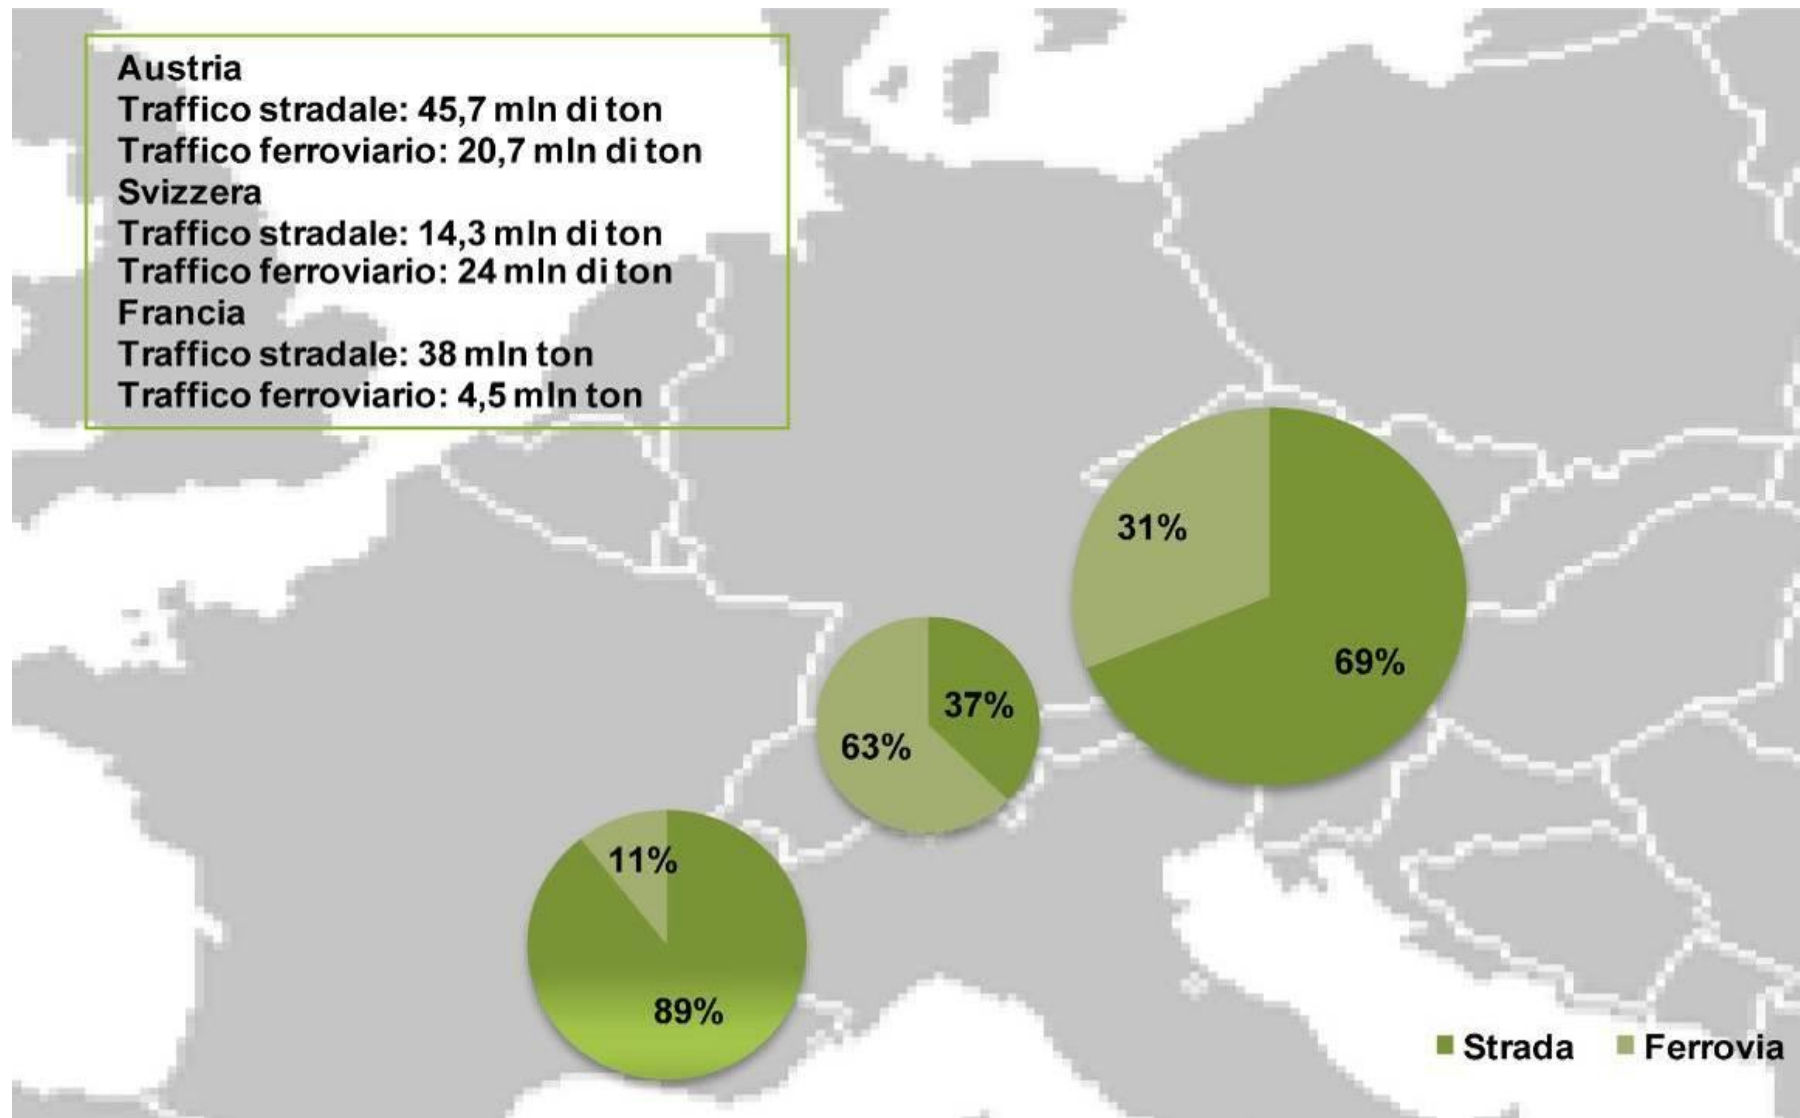 Austria
Traffico stradale: 45,7 mln di ton
Traffico ferroviario: 20,7 mln di ton
Svizzera
Traffico stradale: 14,3 mln di ton
Traffico ferroviario: 24 mln di ton
Francia
Traffico stradale: 38 mln ton
Traffico ferroviario: 4,5 mln ton
31%
69%
37%
63%
11%
89%
Strada Ferrovia